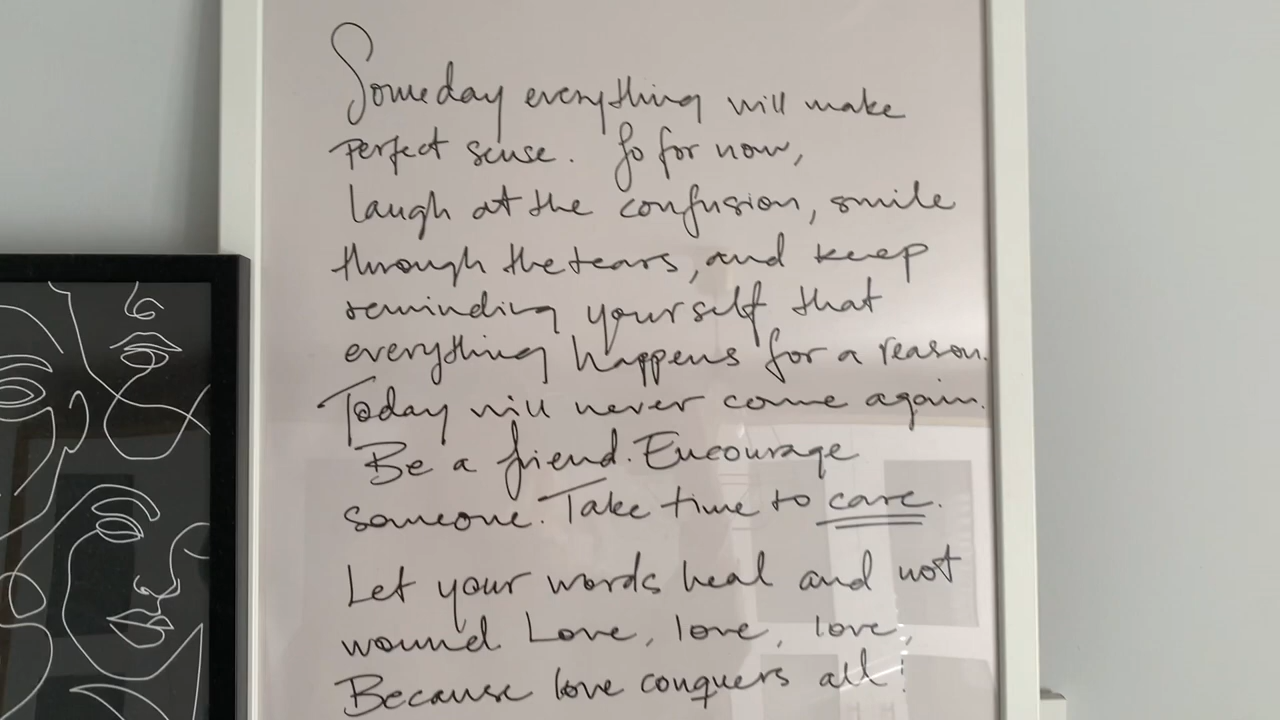 Someday everything will make
perfect sense. So for now,
laugh at the confusion, smile
through the tears, and keep
reminding yourself that
everything happens for a reason.
Today will never come again.
Be a friend. Encourage
someone. Take time to care.
Let your words heal and not
wound. Love, love, love,
Because love conquers all!